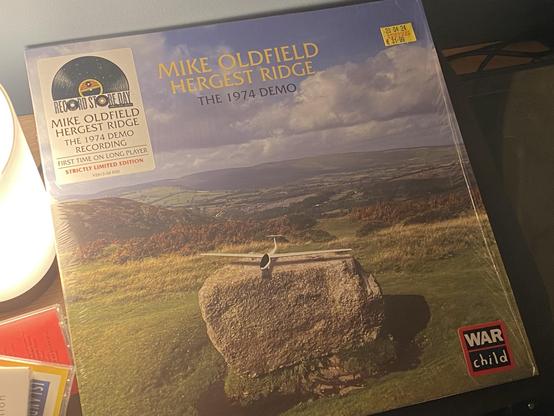 MIKE OLDFIELD
HERGEST RIDGE
THE 1974 DEMO
RECORD STORE DAY
MIKE OLDFIELD
HERGEST RIDGE
THE 1974 DEMO
RECORDING
FIRST TIME ON LONG PLAYER
STRICTLY LIMITED EDITION
WAR
child